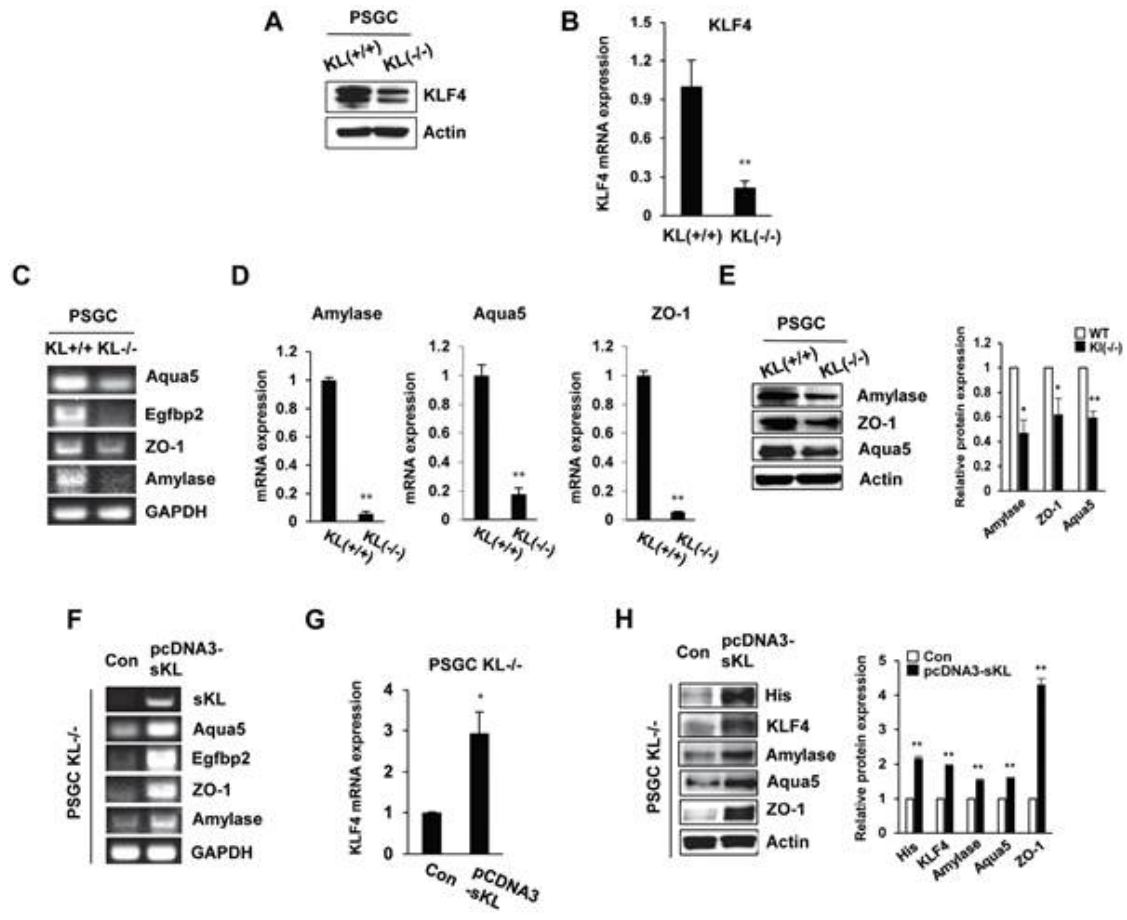 A
PSGC
KL(+/+) KL(-/-)
KLF4
Actin
B
KLF4
KLF4 mRNA expression
1.5
1.2
0.9
0.6
0.3
0
**
KL(+/+) KL(-/-)
C
PSGC
KL+/+ KL-/-
Aqua5
Egfbp2
ZO-1
Amylase
GAPDH
D
Amylase
mRNA expression
1.2
1
0.8
0.6
0.4
0.2
0
**
KL(+/+)
KL(-/-)
Aqua5
mRNA expression
1.2
1
0.8
0.6
0.4
0.2
0
**
KL(+/+)
KL(-/-)
ZO-1
mRNA expression
1.2
1
0.8
0.6
0.4
0.2
0
**
KL(+/+)
KL(-/-)
E
PSGC
KL(+/+) KL(-/-)
Amylase
ZO-1
Aqua5
Actin
WT
Kl(-/-)
Relative protein expression
1.4
1.2
1
0.8
0.6
0.4
0.2
0
* * **
Amylase
ZO-1
Aqua5
F
Con
pcDNA3-
sKL
PSGC KL-/-
sKL
Aqua5
Egfbp2
ZO-1
Amylase
GAPDH
G
PSGC KL-/-
KLF4 mRNA expression
4
3
2
1
0
*
Con
pCDNA3
-sKL
H
Con
pcDNA3-
sKL
PSGC KL-/-
His
KLF4
Amylase
Aqua5
ZO-1
Actin
Con
pcDNA3-sKL
Relative protein expression
5
4
3
2
1
0
** ** ** ** **
His
KLF4
Amylase
Aqua5
ZO-1